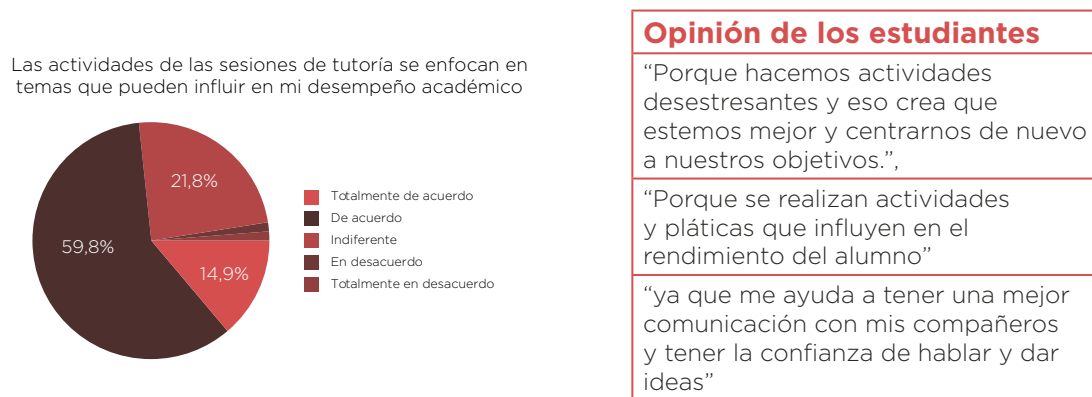 Las actividades de las sesiones de tutoría se enfocan en
temas que pueden influir en mi desempeño académico
21,8%
59,8%
14,9%
Totalmente de acuerdo
De acuerdo
Indiferente
En desacuerdo
Totalmente en desacuerdo
Opinión de los estudiantes
“Porque hacemos actividades
desestresantes y eso crea que
estemos mejor y centrarnos de nuevo
a nuestros objetivos.”,
“Porque se realizan actividades
y pláticas que influyen en el
rendimiento del alumno”
“ya que me ayuda a tener una mejor
comunicación con mis compañeros
y tener la confianza de hablar y dar
ideas”